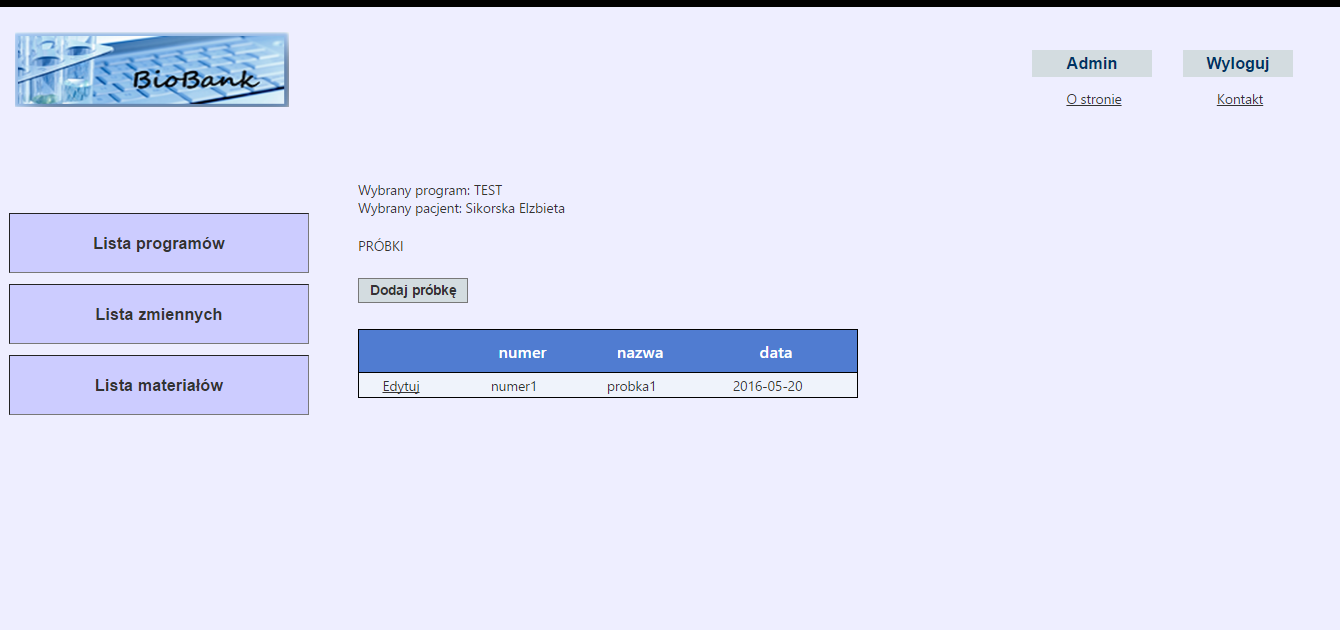 BioBank
Admin
Wyloguj
O stronie
Kontakt
Wybrany program: TEST
Wybrany pacjent: Sikorska Elzbieta
PRÓBKI
Dodaj próbkę
Lista programów
Lista zmiennych
Lista materiałów
numer nazwa data
Edytuj numer1 probka1 2016-05-20